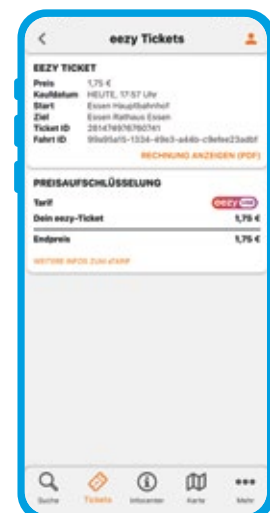 eezy Tickets
EEZY TICKET
Preis 1,75 €
Kaufdatum HEUTE, 17:57 Uhr
Start Essen Hauptbahnhof
Ziel Essen Rathaus Essen
Ticket ID
Fahrt ID
RECHNUNG ANZEIGEN (PDF)
PREISAUFSCHLÜSSELUNG
Tarif eezy
Dein eezy-Ticket 1,75 €
Endpreis 1,75 €
WEITERE INFOS ZUM eTARIF
Suche Tickets Infocenter Karte Mehr